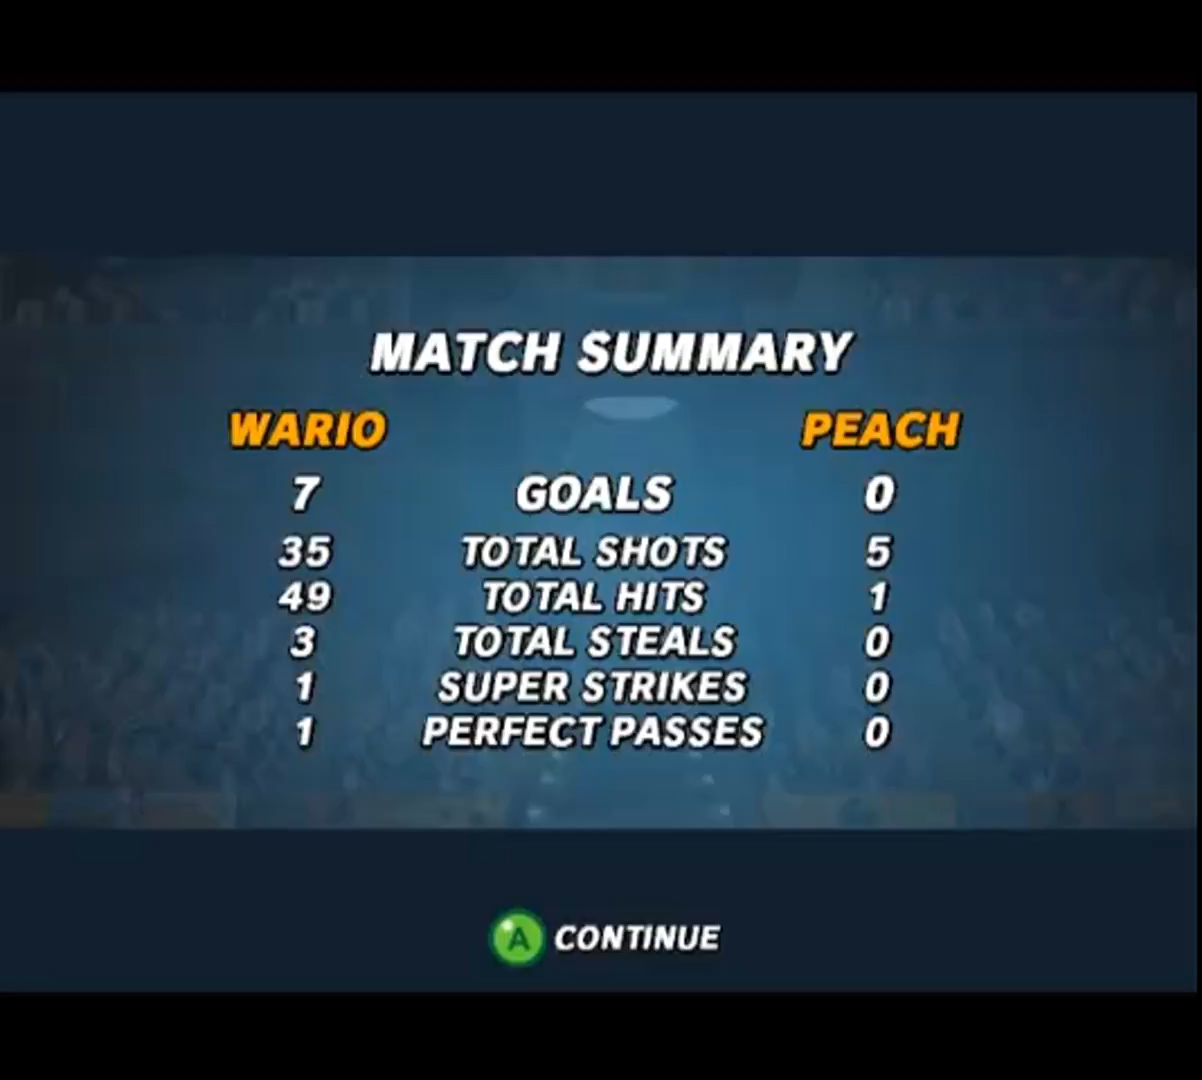 MATCH SUMMARY
WARIO PEACH
7 GOALS 0
35 TOTAL SHOTS 5
49 TOTAL HITS 1
3 TOTAL STEALS 0
1 SUPER STRIKES 0
1 PERFECT PASSES 0
A CONTINUE